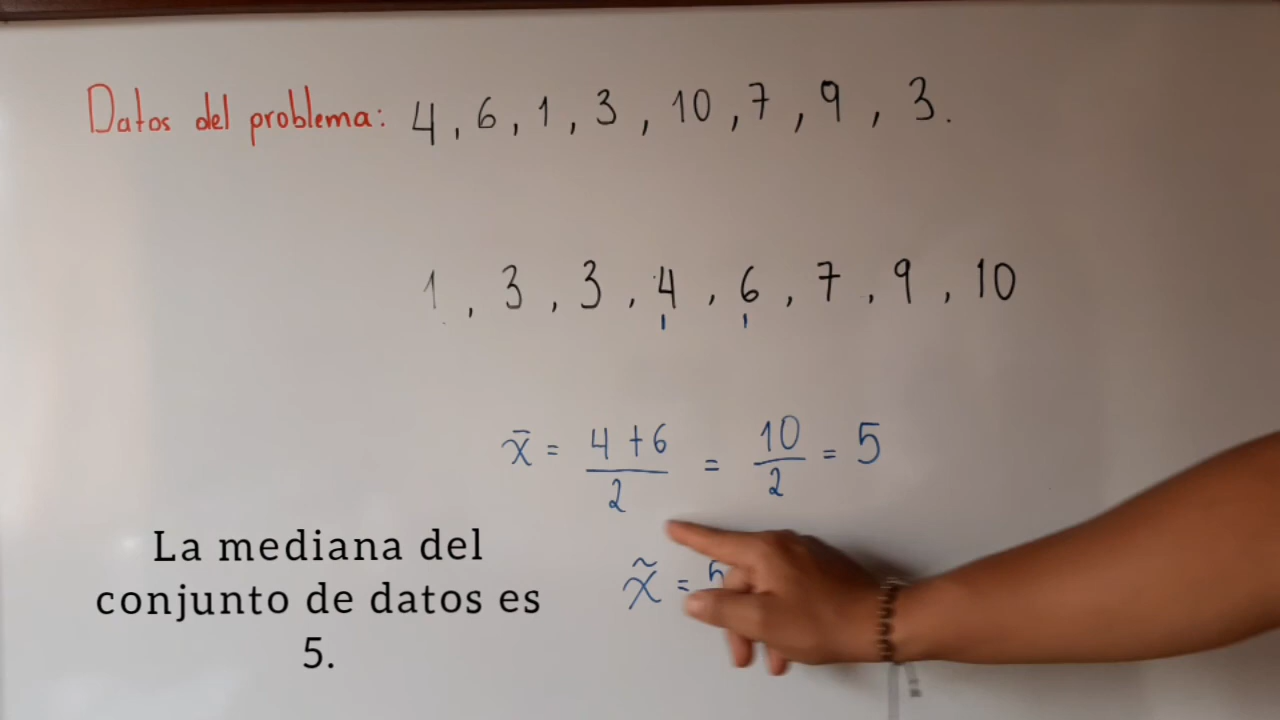 Datos del problema: 4, 6, 1, 3, 10, 7, 9, 3.
1, 3, 3, 4, 6, 7, 9, 10
x̄ = (4+6)/2 = 10/2 = 5
x̃ =
La mediana del
conjunto de datos es
5.